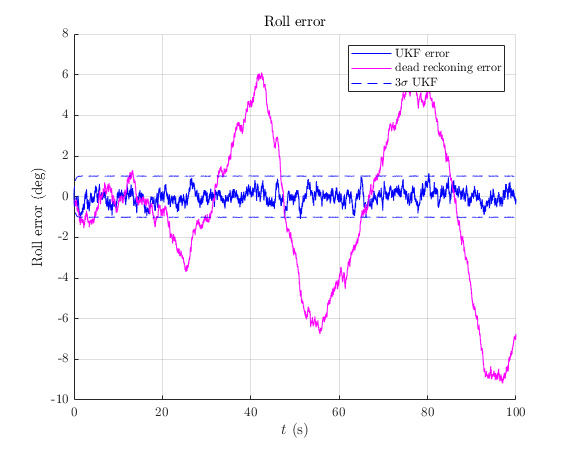 Roll error
UKF error
dead reckoning error
3σ UKF
Roll error (deg)
8
6
4
2
0
-2
-4
-6
-8
-10
0 20 40 60 80 100
t (s)